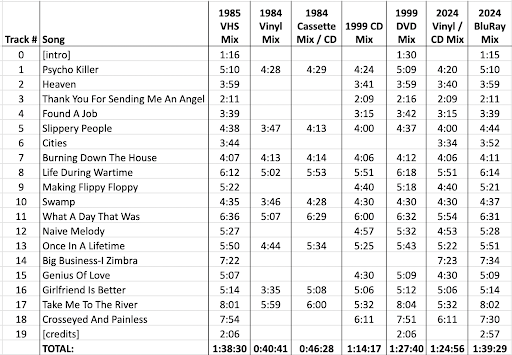 Track # Song 1985 VHS Mix 1984 Vinyl Mix 1984 Cassette Mix / CD 1999 CD Mix 1999 DVD Mix 2024 Vinyl / CD Mix 2024 BluRay Mix
0 [intro] 1:16 1:30 1:15
1 Psycho Killer 5:10 4:28 4:29 4:24 5:09 4:20 5:10
2 Heaven 3:59 3:41 3:59 3:40 3:59
3 Thank You For Sending Me An Angel 2:11 2:09 2:16 2:09 2:11
4 Found A Job 3:39 3:15 3:42 3:15 3:39
5 Slippery People 4:38 3:47 4:13 4:00 4:37 4:00 4:44
6 Cities 3:44 3:34 3:52
7 Burning Down The House 4:07 4:13 4:14 4:06 4:12 4:06 4:11
8 Life During Wartime 6:12 5:02 5:53 5:51 6:18 5:51 6:14
9 Making Flippy Floppy 5:22 4:40 5:18 4:40 5:21
10 Swamp 4:35 3:46 4:28 4:30 4:30 4:30 4:37
11 What A Day That Was 6:36 5:07 6:29 6:00 6:32 5:54 6:31
12 Naive Melody 5:27 4:57 5:32 4:53 5:28
13 Once In A Lifetime 5:50 4:44 5:34 5:25 5:43 5:22 5:51
14 Big Business-I Zimbra 7:22 7:23 7:34
15 Genius Of Love 5:07 4:30 5:09 4:30 5:09
16 Girlfriend Is Better 5:14 3:35 5:08 5:06 5:12 5:06 5:14
17 Take Me To The River 8:01 5:59 6:00 5:32 8:04 5:32 8:02
18 Crosseyed And Painless 7:54 6:11 7:51 6:11 7:30
19 [credits] 2:06 2:06 2:57
TOTAL: 1:38:30 0:40:41 0:46:28 1:14:17 1:27:40 1:24:56 1:39:29